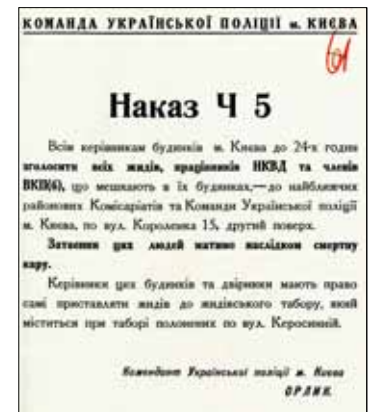 КОМАНДА УКРАЇНСЬКОЇ ПОЛІЦІЇ м. КИЄВА
61
Наказ Ч 5
Всім керівникам будинків м. Києва до 24-х годин
зголосити всіх жидів, працівників НКВД та членів
ВКП(б), що мешкають в їх будинках,—до найближчих
районових Комісаріатів та Команди Української поліції
м. Києва, по вул. Короленка 15, другий поверх.
Затаєння цих людей матиме наслідком смертну
кару.
Керівники цих будинків та двірники мають право
самі приставляти жидів до жидівського табору, який
міститься при таборі полонених по вул. Керосинній.
Комендант Української поліції м. Києва
ОРЛИК.